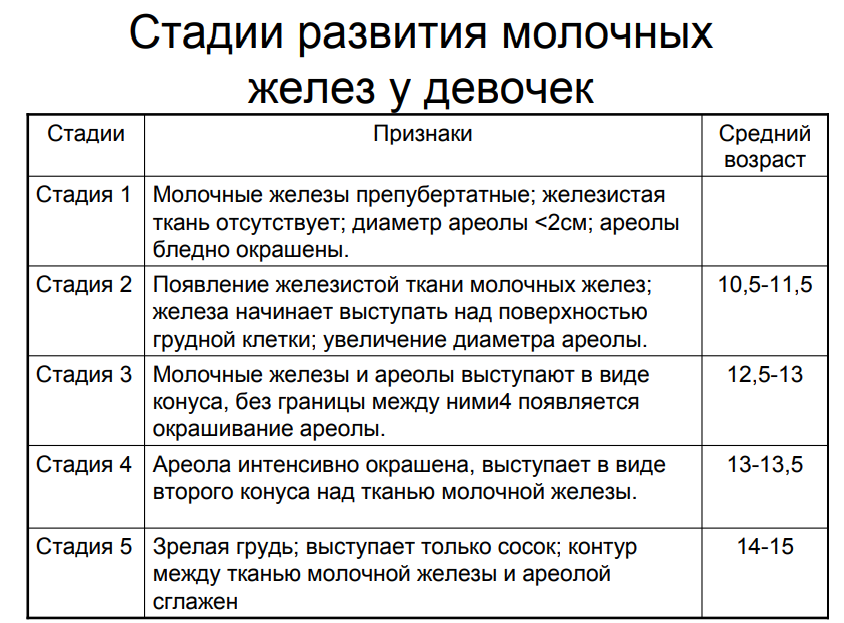 Стадии развития молочных
желез у девочек
Стадии Признаки Средний
возраст
Стадия 1 Молочные железы препубертатные; железистая
ткань отсутствует; диаметр ареолы <2см; ареолы
бледно окрашены.
Стадия 2 Появление железистой ткани молочных желез; 10,5-11,5
железа начинает выступать над поверхностью
грудной клетки; увеличение диаметра ареолы.
Стадия 3 Молочные железы и ареолы выступают в виде 12,5-13
конуса, без границы между ними4 появляется
окрашивание ареолы.
Стадия 4 Ареола интенсивно окрашена, выступает в виде 13-13,5
второго конуса над тканью молочной железы.
Стадия 5 Зрелая грудь; выступает только сосок; контур 14-15
между тканью молочной железы и ареолой
сглажен